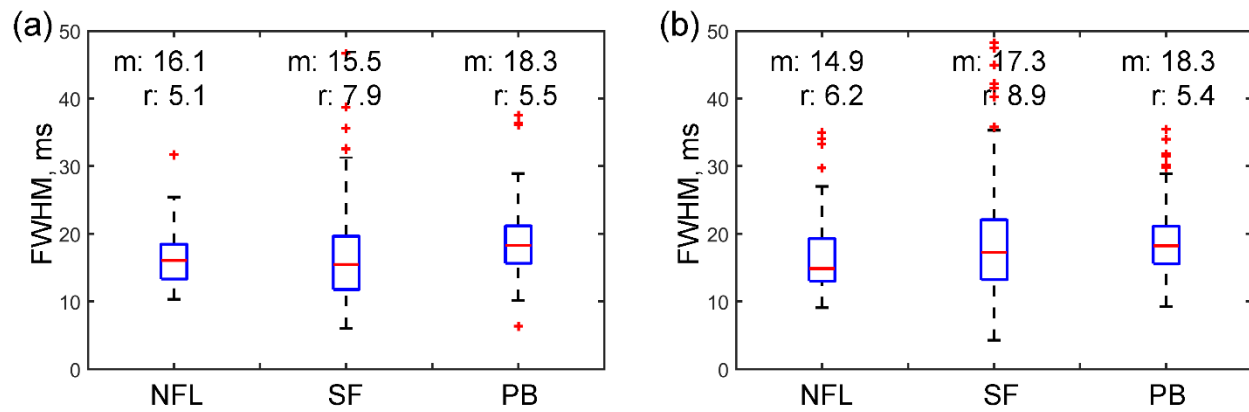 (a)
50
40
30
20
10
0
FWHM, ms
m: 16.1
r: 5.1
m: 15.5
r: 7.9
m: 18.3
r: 5.5
NFL
SF
PB
(b)
50
40
30
20
10
0
FWHM, ms
m: 14.9
r: 6.2
m: 17.3
r: 8.9
m: 18.3
r: 5.4
NFL
SF
PB